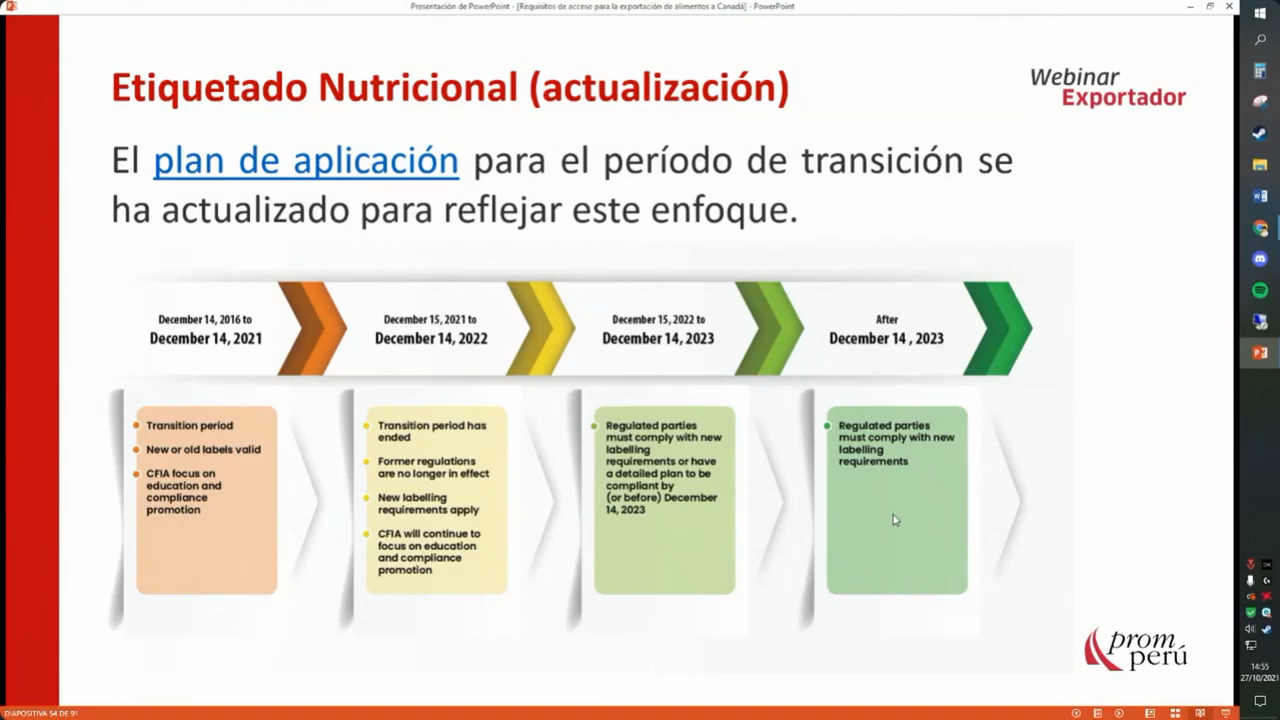 Presentación de PowerPoint - [Requisitos de acceso para la exportación de alimentos a Canadá] - PowerPoint
Etiquetado Nutricional (actualización)
Webinar
Exportador
El plan de aplicación para el período de transición se
ha actualizado para reflejar este enfoque.
December 14, 2016 to
December 14, 2021
December 15, 2021 to
December 14, 2022
December 15, 2022 to
December 14, 2023
After
December 14 , 2023
Transition period
New or old labels valid
CFIA focus on
education and
compliance
promotion
Transition period has
ended
Former regulations
are no longer in effect
New labelling
requirements apply
CFIA will continue to
focus on education
and compliance
promotion
Regulated parties
must comply with new
labelling
requirements or have
a detailed plan to be
compliant by
(or before) December
14, 2023
Regulated parties
must comply with new
labelling
requirements
prom
perú
14:55
27/10/2021
DIAPOSITIVA 54 DE 91